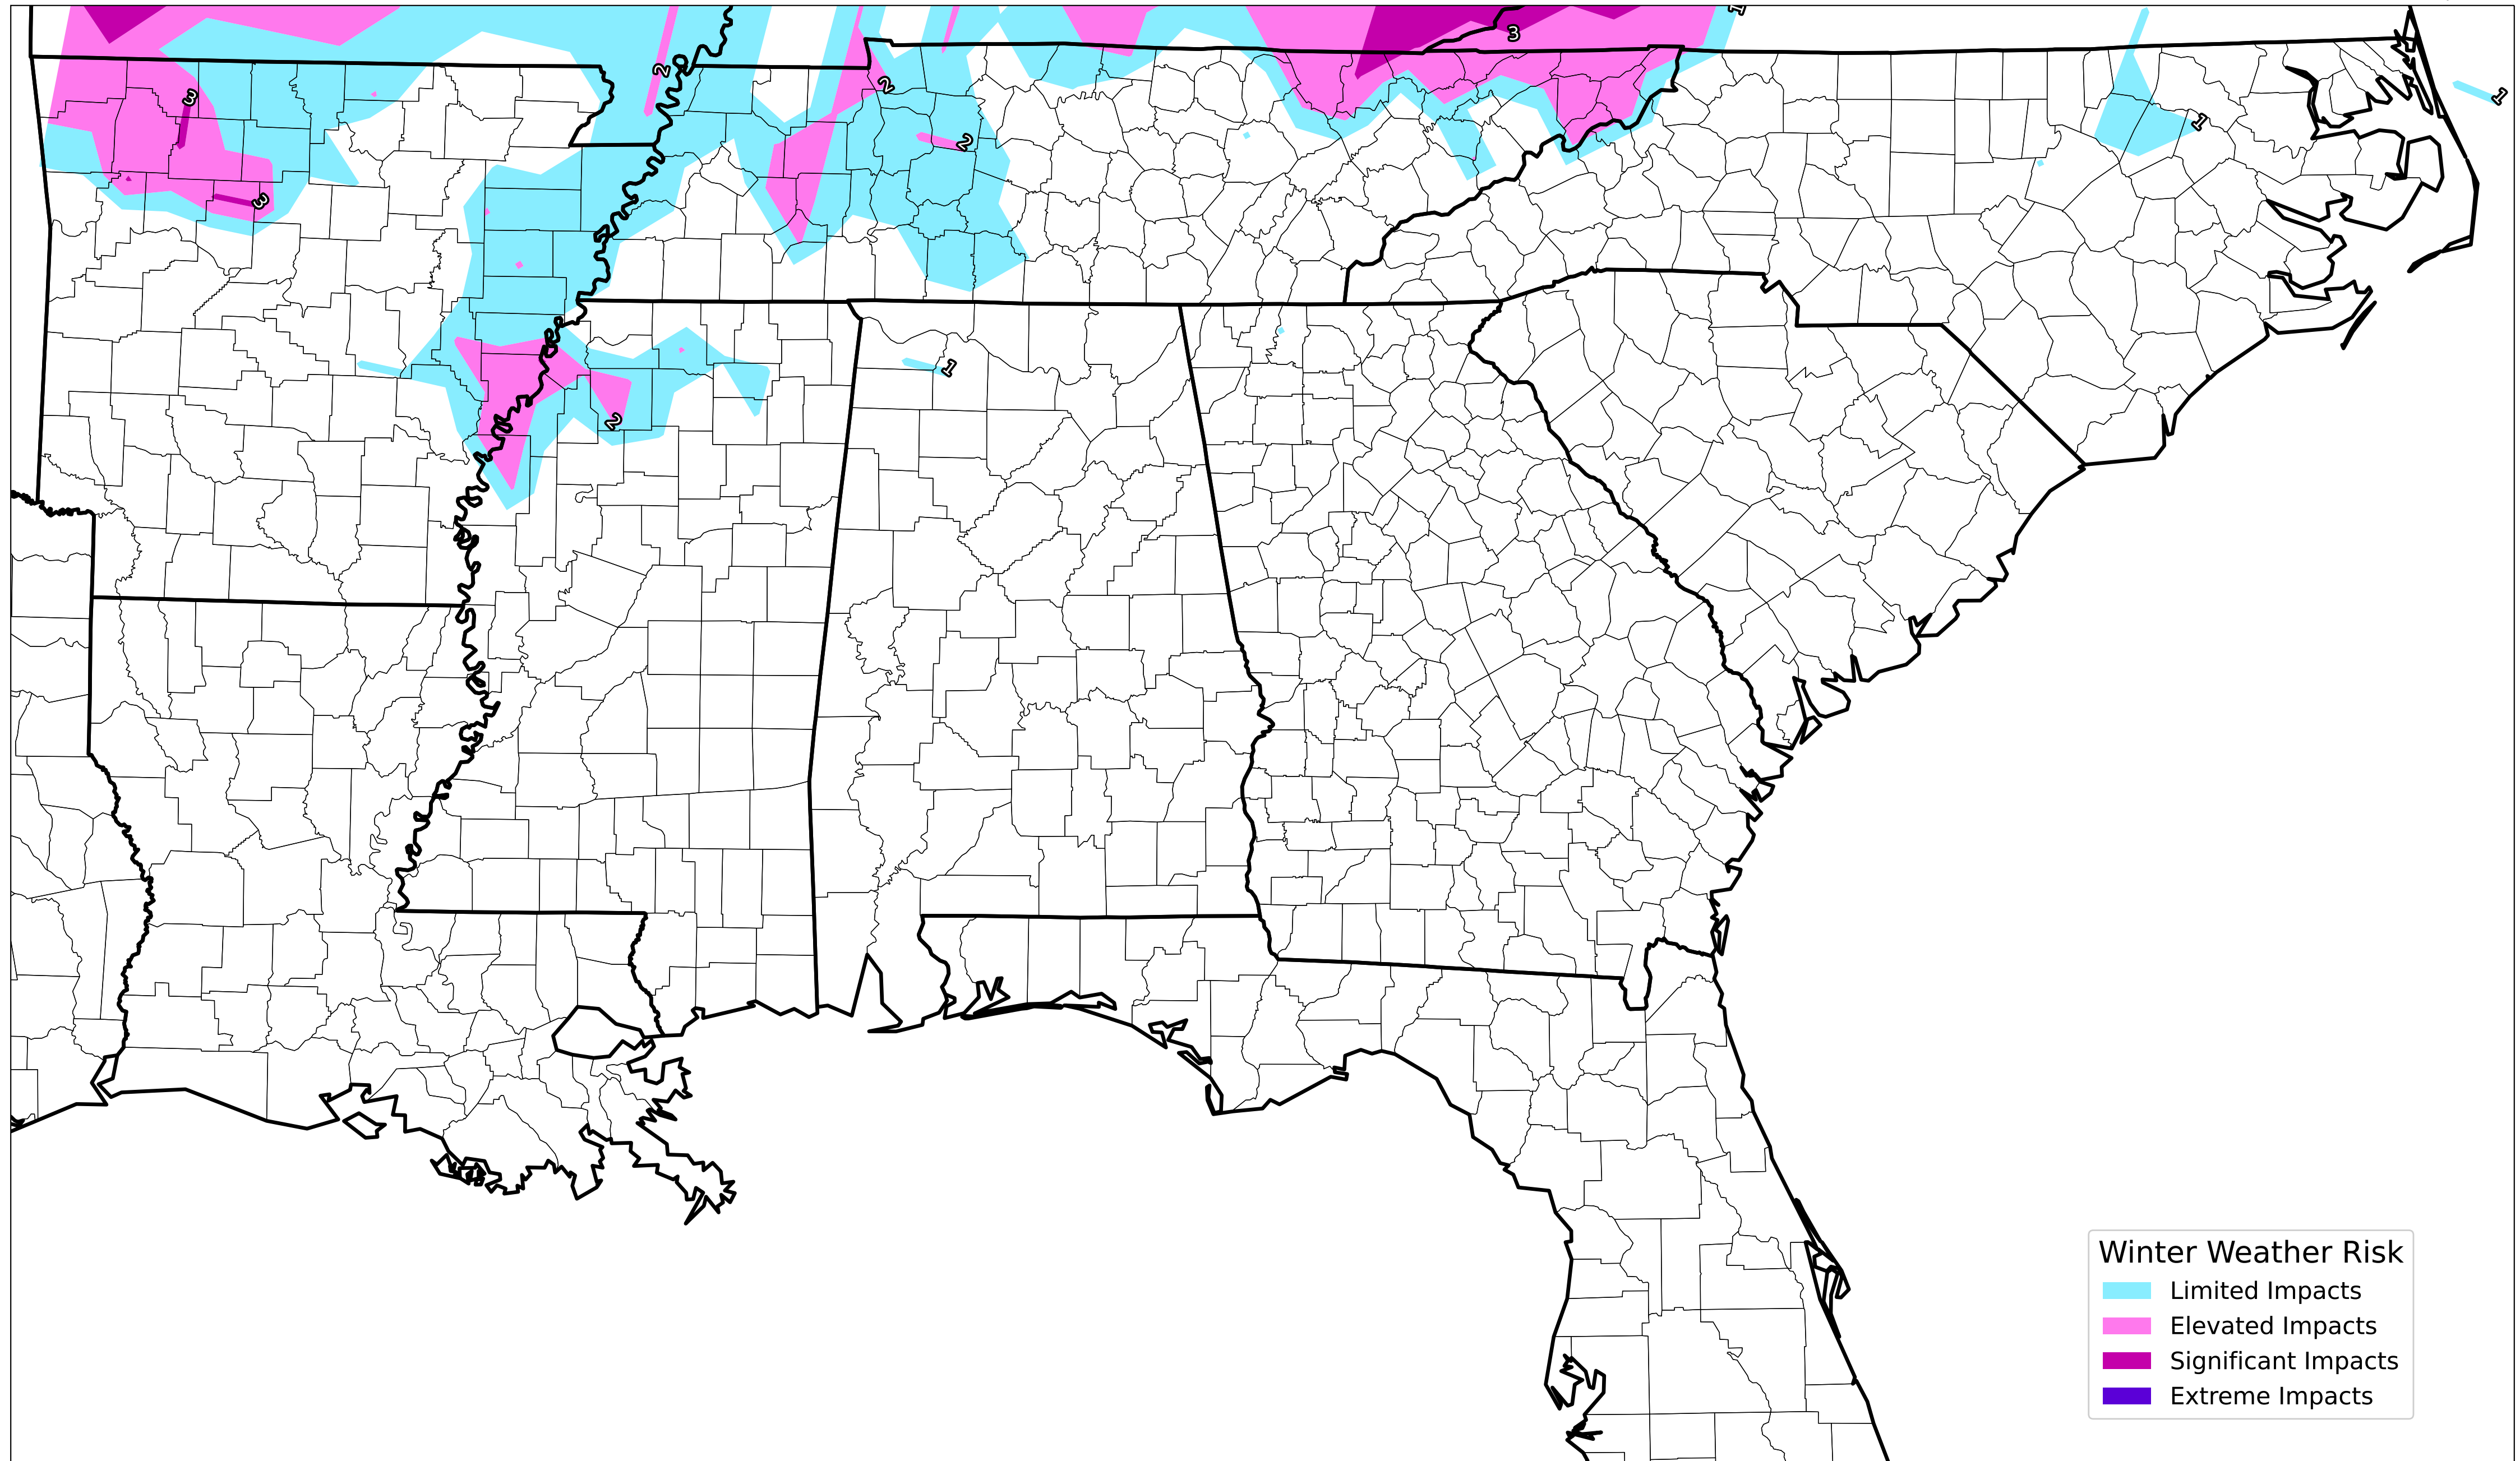 1
3
2
2
3
1
1
2
3
1
2
Winter Weather Risk
Limited Impacts
Elevated Impacts
Significant Impacts
Extreme Impacts